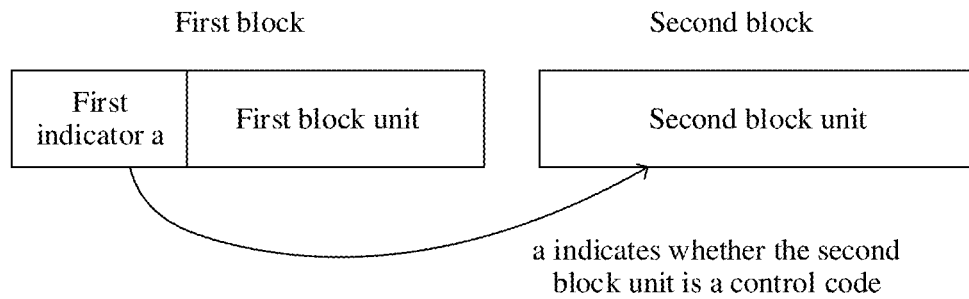 First block
Second block
First
indicator a
First block unit
Second block unit
a indicates whether the second
block unit is a control code